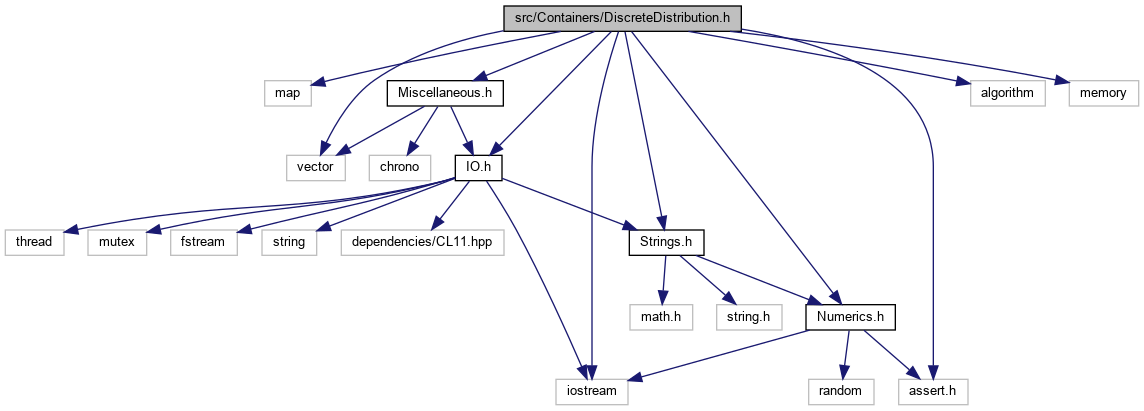 src/Containers/DiscreteDistribution.h
map
Miscellaneous.h
algorithm
memory
vector
chrono
IO.h
thread
mutex
fstream
string
dependencies/CL11.hpp
Strings.h
math.h
string.h
Numerics.h
iostream
random
assert.h